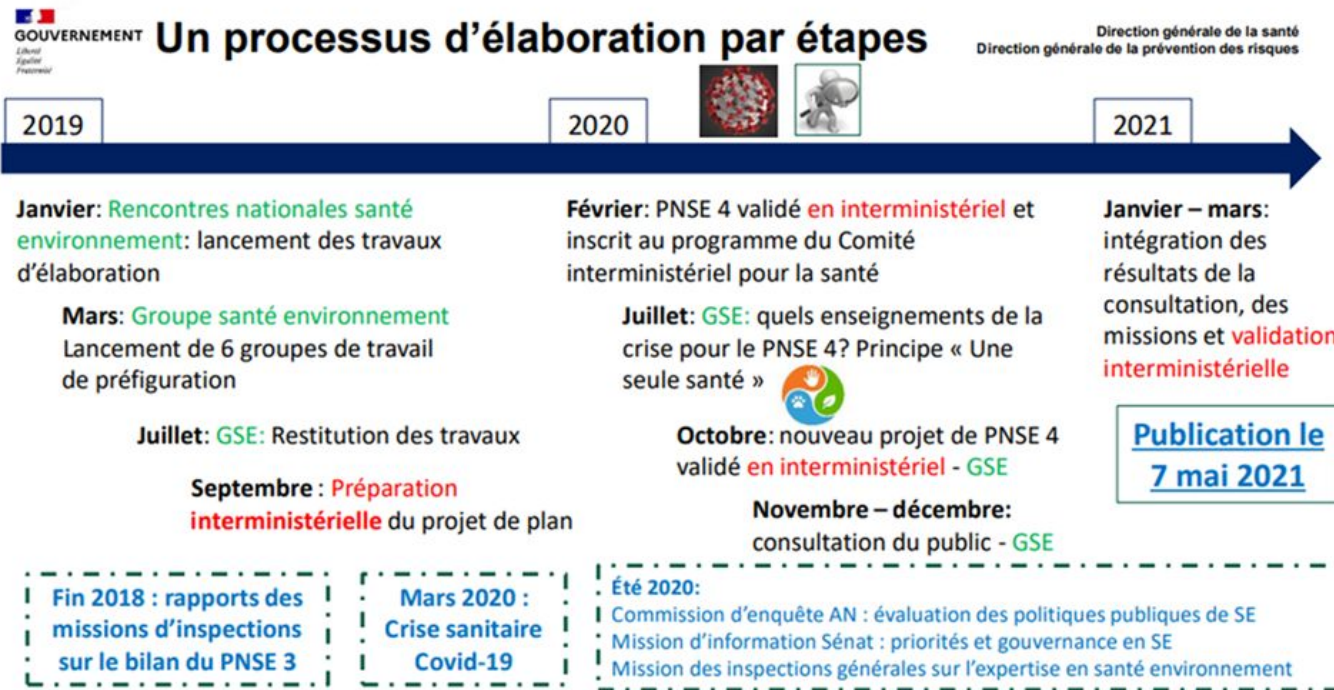 GOUVERNEMENT
Liberté
Égalité
Fraternité
Un processus d'élaboration par étapes
Direction générale de la santé
Direction générale de la prévention des risques
2019
2020
2021
Janvier: Rencontres nationales santé
environnement: lancement des travaux
d'élaboration
Mars: Groupe santé environnement
Lancement de 6 groupes de travail
de préfiguration
Juillet: GSE: Restitution des travaux
Septembre : Préparation
interministérielle du projet de plan
Février: PNSE 4 validé en interministériel et
inscrit au programme du Comité
interministériel pour la santé
Juillet: GSE: quels enseignements de la
crise pour le PNSE 4? Principe « Une
seule santé »
Octobre: nouveau projet de PNSE 4
validé en interministériel - GSE
Novembre – décembre:
consultation du public - GSE
Janvier – mars:
intégration des
résultats de la
consultation, des
missions et validation
interministérielle
Publication le
7 mai 2021
Fin 2018 : rapports des
missions d'inspections
sur le bilan du PNSE 3
Mars 2020 :
Crise sanitaire
Covid-19
Été 2020:
Commission d'enquête AN : évaluation des politiques publiques de SE
Mission d'information Sénat : priorités et gouvernance en SE
Mission des inspections générales sur l'expertise en santé environnement